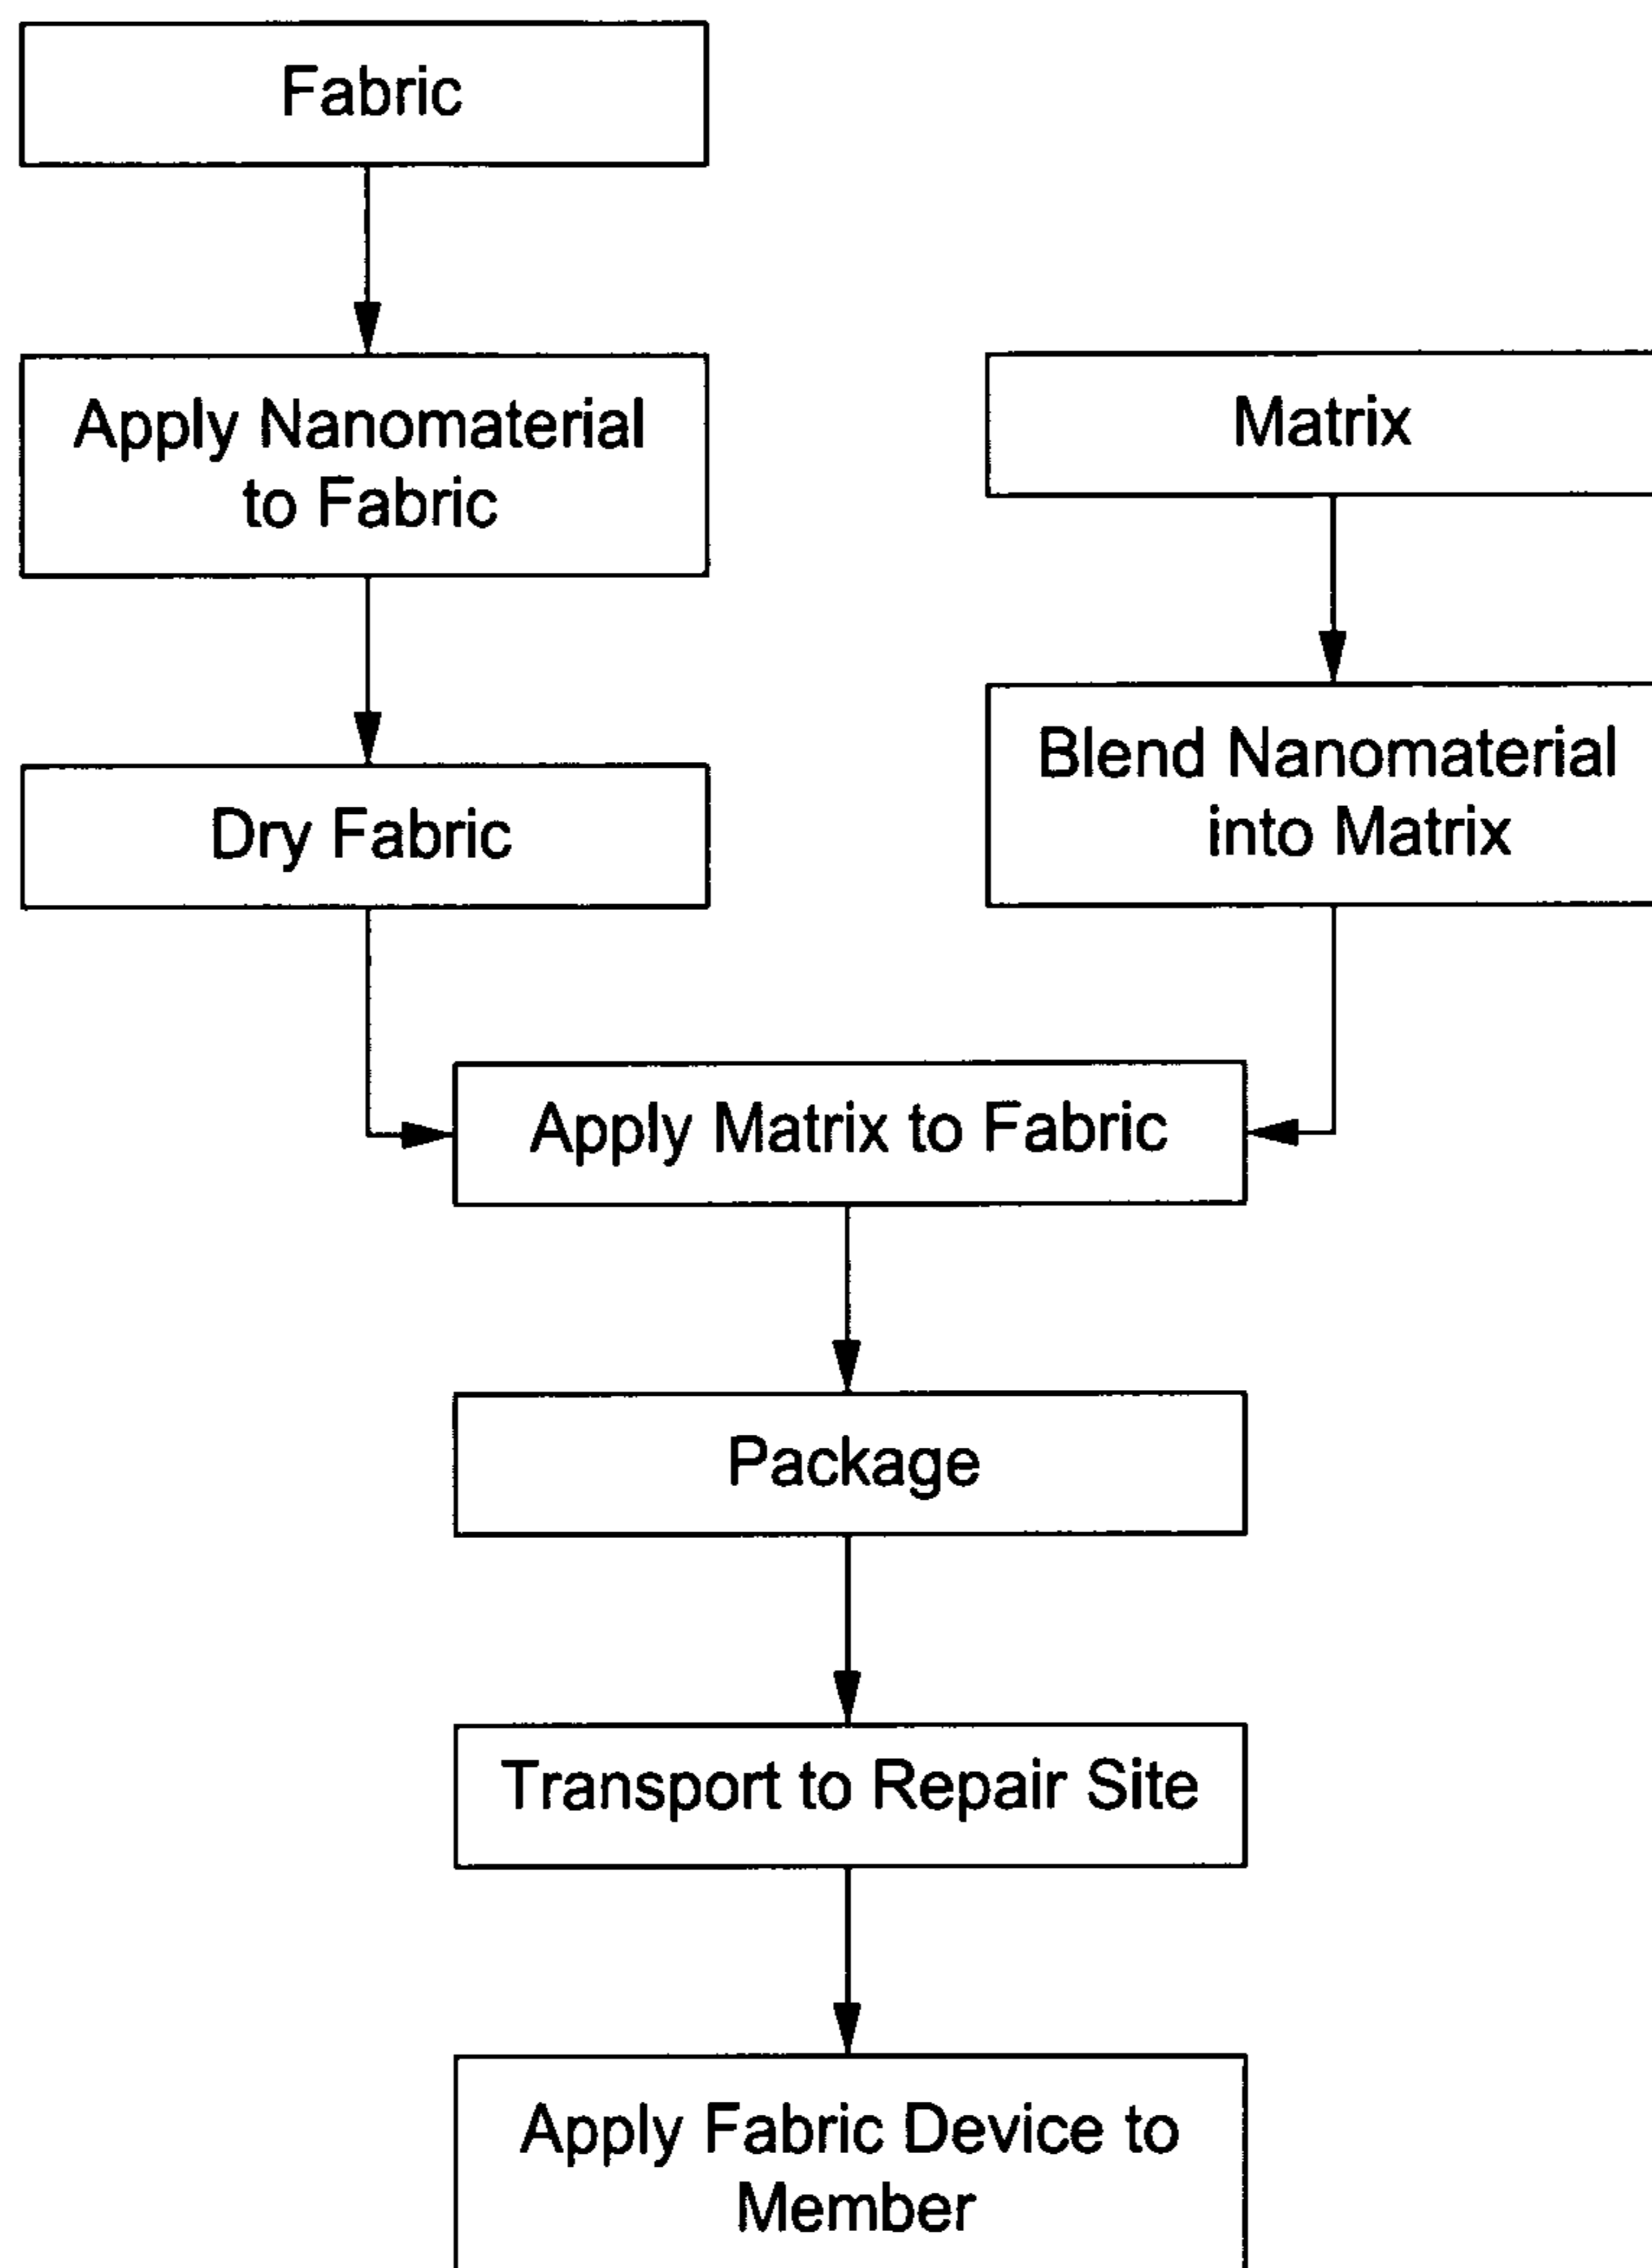 Fabric
Apply Nanomaterial
to Fabric
Matrix
Dry Fabric
Blend Nanomaterial
into Matrix
Apply Matrix to Fabric
Package
Transport to Repair Site
Apply Fabric Device to
Member